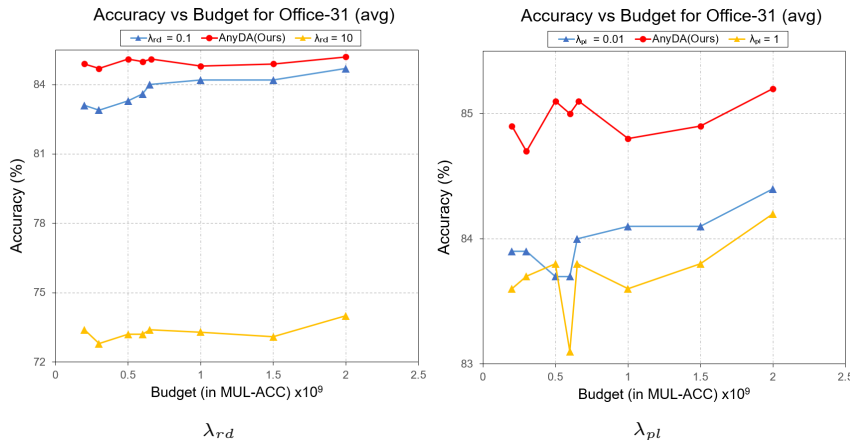 Accuracy vs Budget for Office-31 (avg)
λrd = 0.1 AnyDA(Ours) λrd = 10
Accuracy (%)
84
81
78
75
72
0 0.5 1 1.5 2 2.5
Budget (in MUL-ACC) x10⁹
λrd
Accuracy vs Budget for Office-31 (avg)
λpl = 0.01 AnyDA(Ours) λpl = 1
Accuracy (%)
85
84
83
0 0.5 1 1.5 2 2.5
Budget (in MUL-ACC) x10⁹
λpl